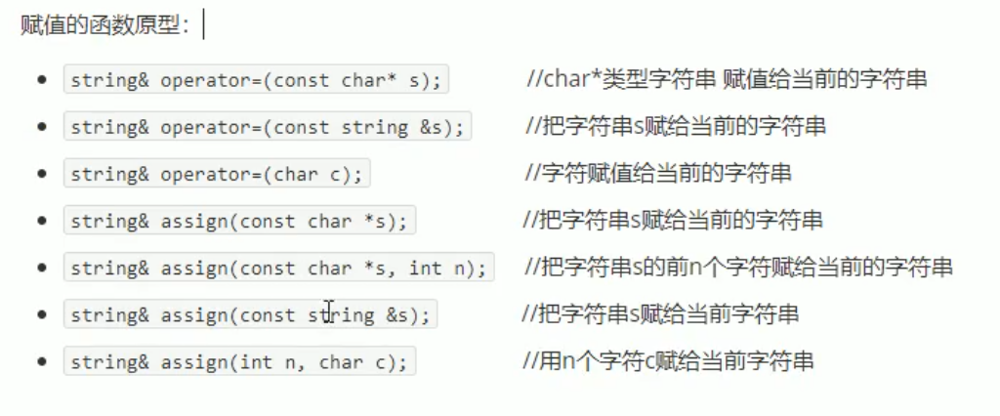 赋值的函数原型：
string& operator=(const char* s); //char*类型字符串 赋值给当前的字符串
string& operator=(const string &s); //把字符串s赋给当前的字符串
string& operator=(char c); //字符赋值给当前的字符串
string& assign(const char *s); //把字符串s赋给当前的字符串
string& assign(const char *s, int n); //把字符串s的前n个字符赋给当前的字符串
string& assign(const string &s); //把字符串s赋给当前字符串
string& assign(int n, char c); //用n个字符c赋给当前字符串